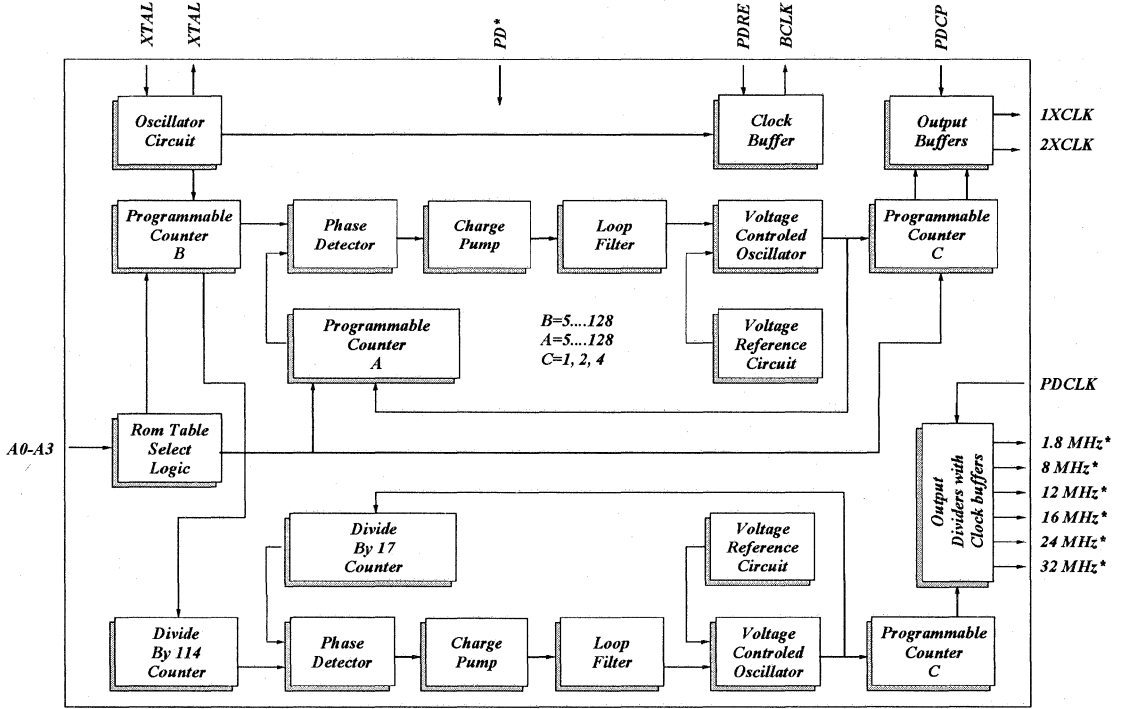 XTAL
XTAL
PD*
PDRE
BCLK
PDCP
Oscillator
Circuit
Clock
Buffer
Output
Buffers
1XCLK
2XCLK
Programmable
Counter
B
Phase
Detector
Charge
Pump
Loop
Filter
Voltage
Controled
Oscillator
Programmable
Counter
C
Programmable
Counter
A
B=5....128
A=5....128
C=1, 2, 4
Voltage
Reference
Circuit
PDCLK
A0-A3
Rom Table
Select
Logic
Output
Dividers with
Clock buffers
1.8 MHz*
8 MHz*
12 MHz*
16 MHz*
24 MHz*
32 MHz*
Divide
By 17
Counter
Voltage
Reference
Circuit
Divide
By 114
Counter
Phase
Detector
Charge
Pump
Loop
Filter
Voltage
Controled
Oscillator
Programmable
Counter
C